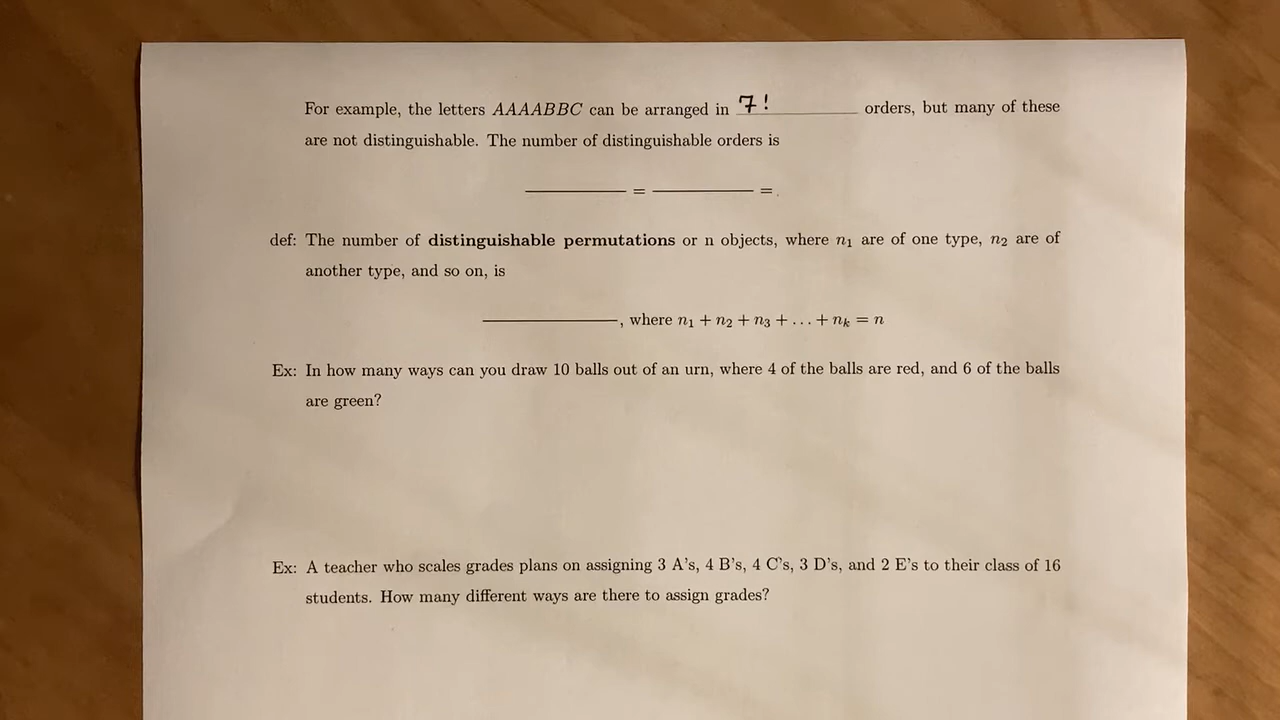 For example, the letters AAAABBC can be arranged in 7! orders, but many of these
are not distinguishable. The number of distinguishable orders is
= =.
def: The number of distinguishable permutations or n objects, where n₁ are of one type, n₂ are of
another type, and so on, is
, where n₁ + n₂ + n₃ + ... + nₖ = n
Ex: In how many ways can you draw 10 balls out of an urn, where 4 of the balls are red, and 6 of the balls
are green?
Ex: A teacher who scales grades plans on assigning 3 A's, 4 B's, 4 C's, 3 D's, and 2 E's to their class of 16
students. How many different ways are there to assign grades?